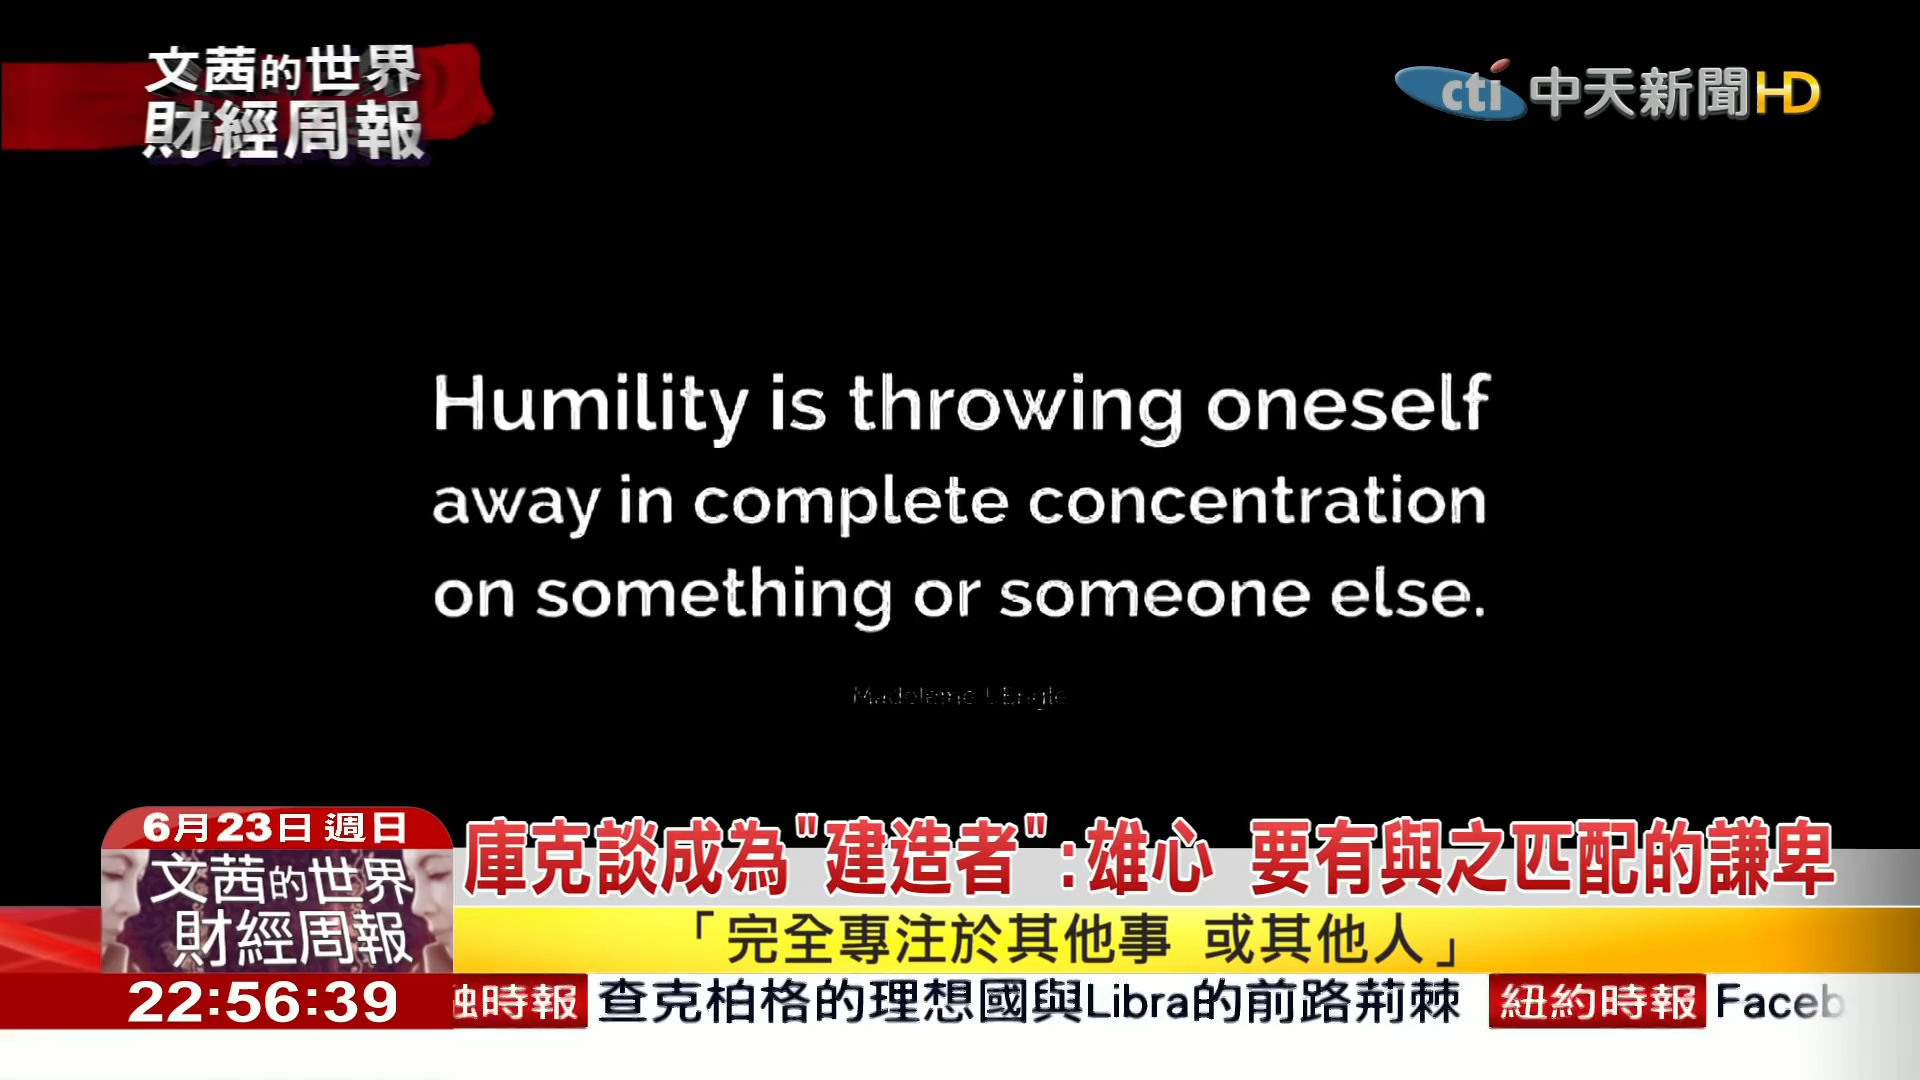 文茜的世界
財經周報
cti 中天新聞HD
Humility is throwing oneself
away in complete concentration
on something or someone else.
6月23日 週日
文茜的世界
財經周報
庫克談成為"建造者":雄心 要有與之匹配的謙卑
「完全專注於其他事 或其他人」
22:56:39
融時報 查克柏格的理想國與Libra的前路荊棘 紐約時報 Faceb